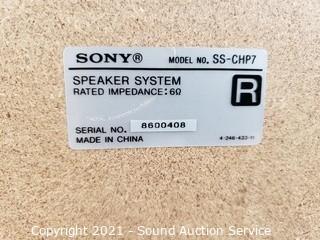 SONY® MODEL NO. SS-CHP7
SPEAKER SYSTEM
RATED IMPEDANCE: 6Ω
R
SERIAL NO. 8600408
MADE IN CHINA 4-246-422-11
Copyright 2021 - Sound Auction Service